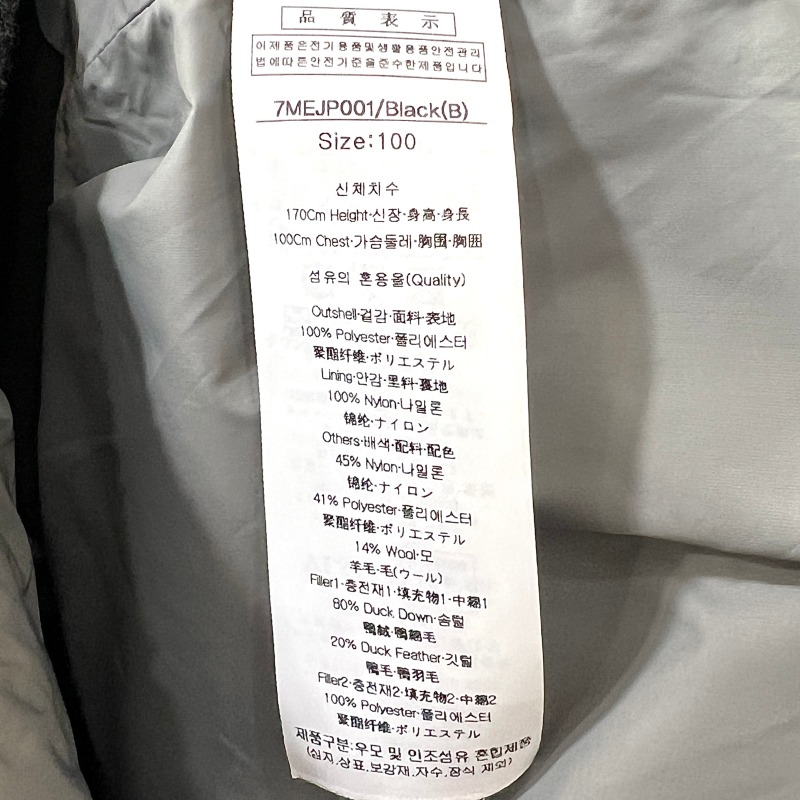 品質表示
이제품은전기용품및생활용품안전관리
법에따른안전기준을준수한제품입니다
7MEJP001/Black(B)
Size:100
신체치수
170Cm Height·신장·身高·身長
100Cm Chest·가슴둘레·胸围·胸囲
섬유의 혼용율(Quality)
Outshell·겉감·面料·表地
100% Polyester·폴리에스터
聚酯纤维·ポリエステル
Lining·안감·里料·裏地
100% Nylon·나일론
锦纶·ナイロン
Others·배색·配料·配色
45% Nylon·나일론
锦纶·ナイロン
41% Polyester·폴리에스터
聚酯纤维·ポリエステル
14% Wool·모
羊毛·毛(ウール)
Filler1·충전재1·填充物1·中綿1
80% Duck Down·솜털
鸭绒·鴨綿毛
20% Duck Feather·깃털
鸭毛·鴨羽毛
Filler2·충전재2·填充物2·中綿2
100% Polyester·폴리에스터
聚酯纤维·ポリエステル
제품구분:우모 및 인조섬유 혼합제품
(심지,상표,보강재,자수,장식 제외)